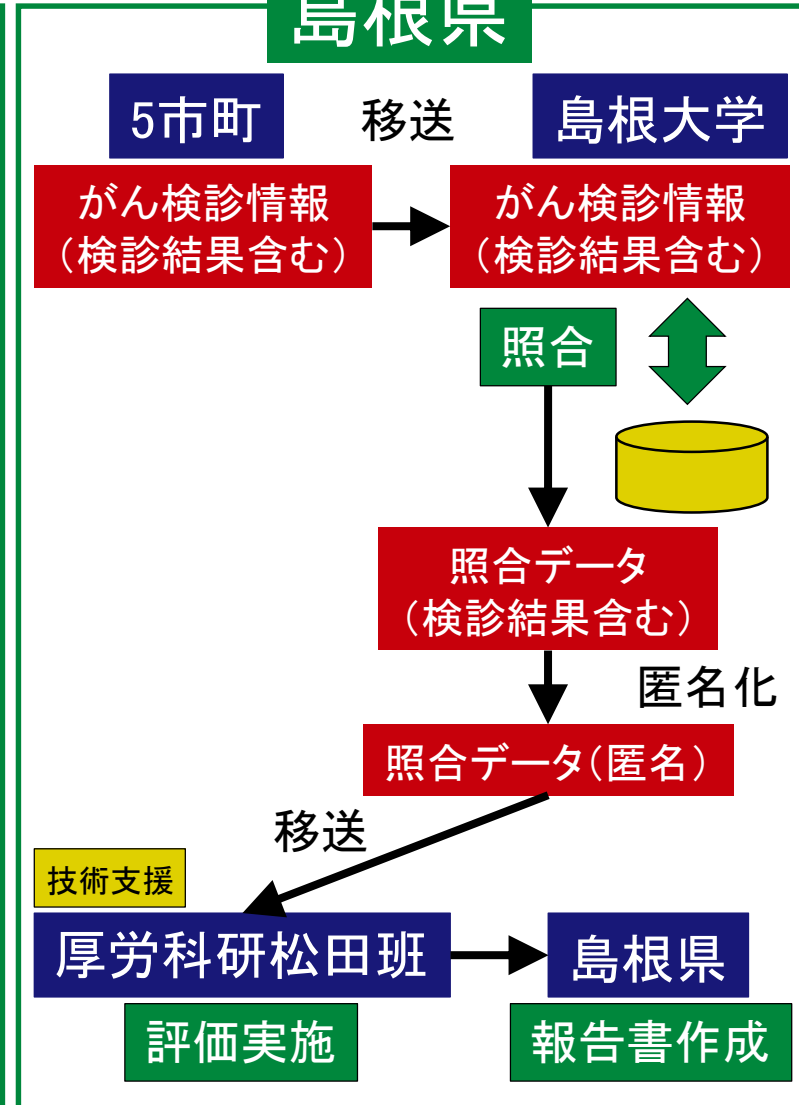 島根県
5市町
移送
島根大学
がん検診情報
（検診結果含む）
がん検診情報
（検診結果含む）
照合
照合データ
（検診結果含む）
匿名化
照合データ（匿名）
移送
技術支援
厚労科研松田班
島根県
評価実施
報告書作成